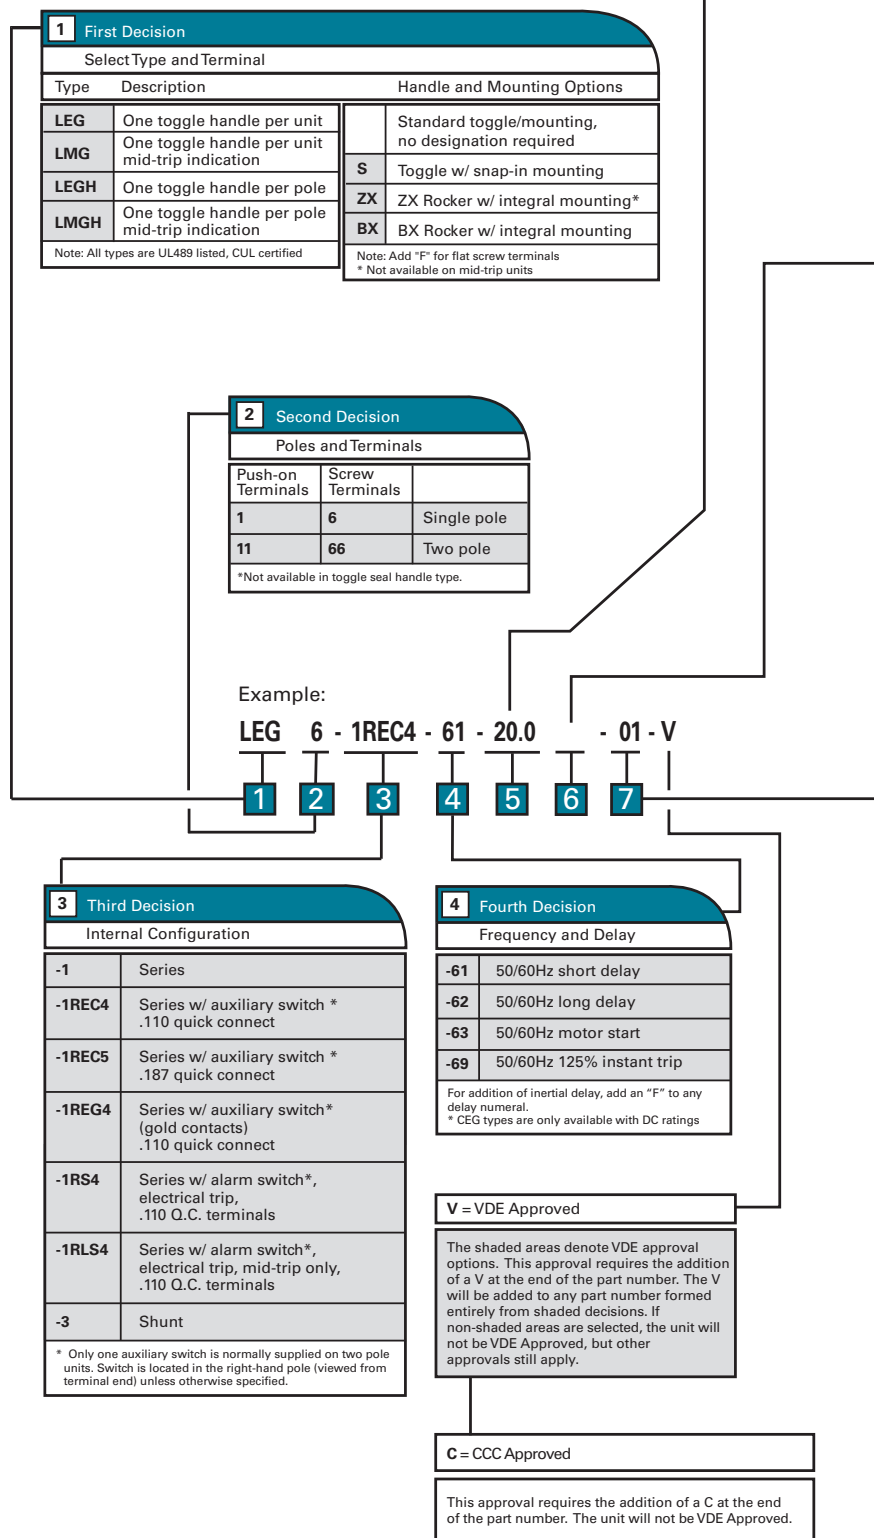 1 First Decision
Select Type and Terminal
Type Description Handle and Mounting Options
LEG One toggle handle per unit
LMG One toggle handle per unit
mid-trip indication
LEGH One toggle handle per pole
LMGH One toggle handle per pole
mid-trip indication
Note: All types are UL489 listed, CUL certified
Standard toggle/mounting,
no designation required
S Toggle w/ snap-in mounting
ZX ZX Rocker w/ integral mounting*
BX BX Rocker w/ integral mounting
Note: Add "F" for flat screw terminals
* Not available on mid-trip units
2 Second Decision
Poles and Terminals
Push-on Screw
Terminals Terminals
1 6 Single pole
11 66 Two pole
*Not available in toggle seal handle type.
Example:
LEG 6 - 1REC4 - 61 - 20.0 - 01 - V
1 2 3 4 5 6 7
3 Third Decision
Internal Configuration
-1 Series
-1REC4 Series w/ auxiliary switch *
.110 quick connect
-1REC5 Series w/ auxiliary switch *
.187 quick connect
-1REG4 Series w/ auxiliary switch*
(gold contacts)
.110 quick connect
-1RS4 Series w/ alarm switch*,
electrical trip,
.110 Q.C. terminals
-1RLS4 Series w/ alarm switch*,
electrical trip, mid-trip only,
.110 Q.C. terminals
-3 Shunt
* Only one auxiliary switch is normally supplied on two pole
units. Switch is located in the right-hand pole (viewed from
terminal end) unless otherwise specified.
4 Fourth Decision
Frequency and Delay
-61 50/60Hz short delay
-62 50/60Hz long delay
-63 50/60Hz motor start
-69 50/60Hz 125% instant trip
For addition of inertial delay, add an “F” to any
delay numeral.
* CEG types are only available with DC ratings
V = VDE Approved
The shaded areas denote VDE approval
options. This approval requires the addition
of a V at the end of the part number. The V
will be added to any part number formed
entirely from shaded decisions. If
non-shaded areas are selected, the unit will
not be VDE Approved, but other
approvals still apply.
C = CCC Approved
This approval requires the addition of a C at the end
of the part number. The unit will not be VDE Approved.